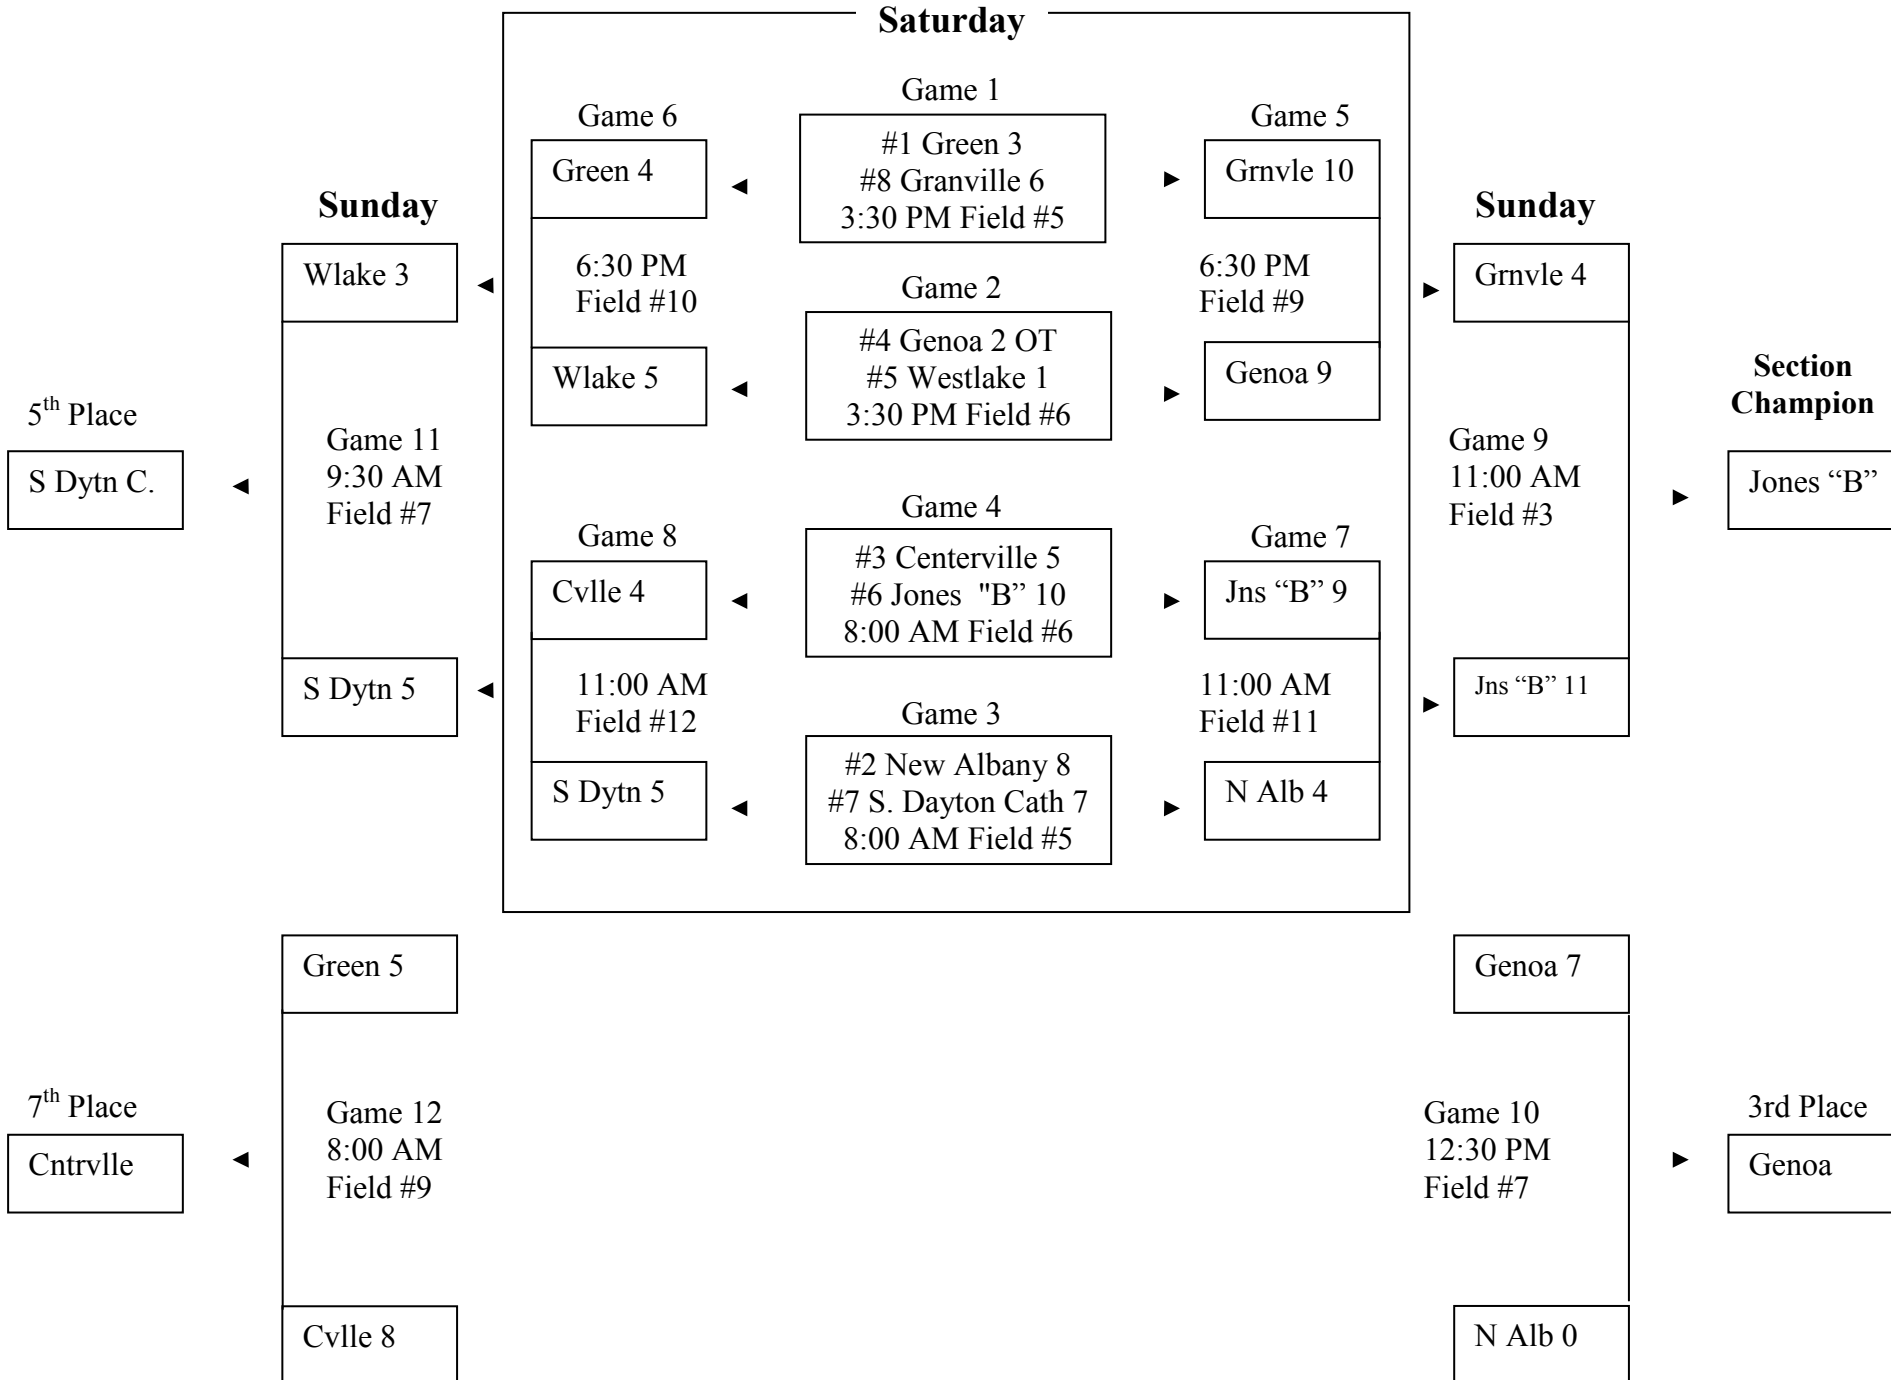 Saturday
Game 1
Game 6
Game 5
#1 Green 3
#8 Granville 6
3:30 PM Field #5
Green 4
Grnvle 10
Sunday
Sunday
Wlake 3
6:30 PM
Field #10
Game 2
6:30 PM
Field #9
Grnvle 4
#4 Genoa 2 OT
#5 Westlake 1
3:30 PM Field #6
Wlake 5
Genoa 9
Section
Champion
5th Place
Game 11
9:30 AM
Field #7
Game 9
11:00 AM
Field #3
S Dytn C.
Jones “B”
Game 4
Game 8
Game 7
#3 Centerville 5
#6 Jones "B” 10
8:00 AM Field #6
Cvlle 4
Jns “B” 9
S Dytn 5
11:00 AM
Field #12
Game 3
11:00 AM
Field #11
Jns “B” 11
#2 New Albany 8
#7 S. Dayton Cath 7
8:00 AM Field #5
S Dytn 5
N Alb 4
Green 5
Genoa 7
7th Place
Game 12
8:00 AM
Field #9
Game 10
12:30 PM
Field #7
3rd Place
Cntrvlle
Genoa
Cvlle 8
N Alb 0